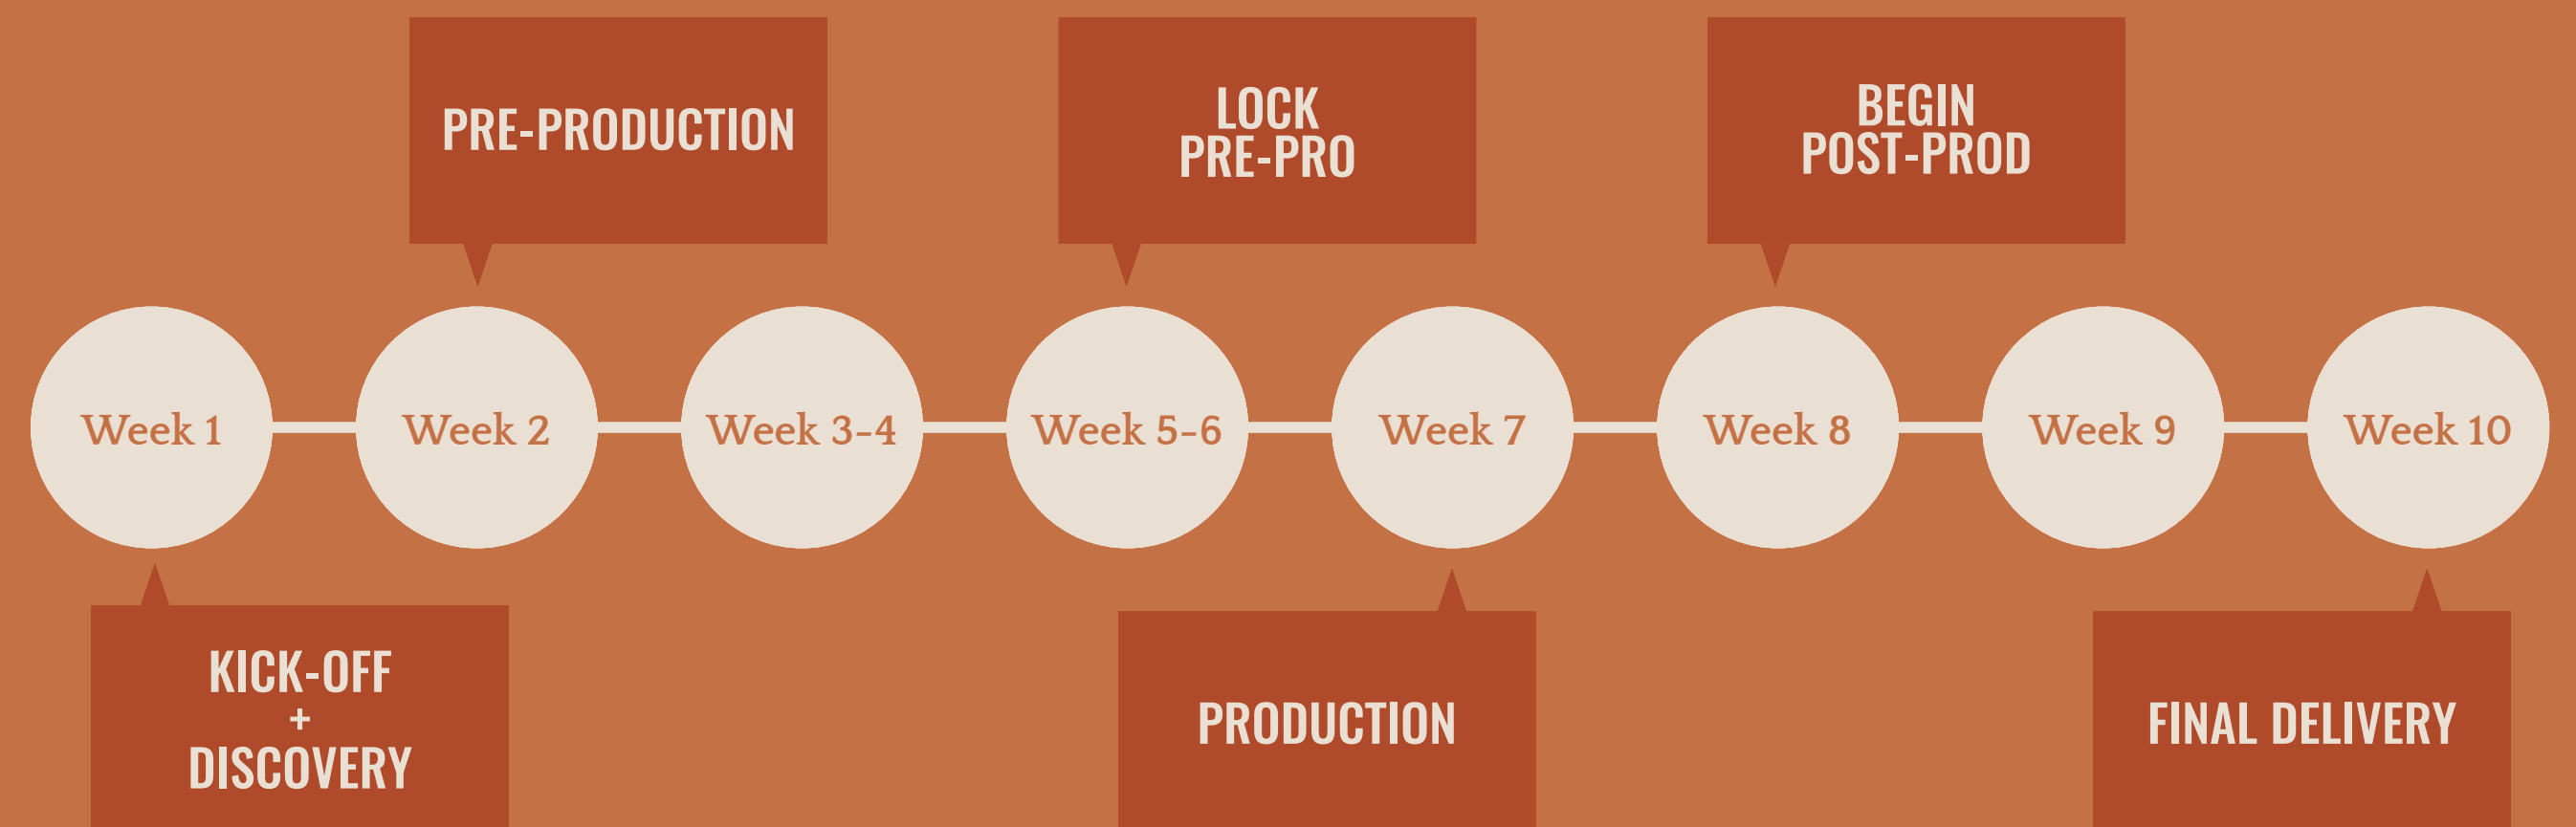 PRE-PRODUCTION
LOCK
PRE-PRO
BEGIN
POST-PROD
Week 1
Week 2
Week 3-4
Week 5-6
Week 7
Week 8
Week 9
Week 10
KICK-OFF
+
DISCOVERY
PRODUCTION
FINAL DELIVERY